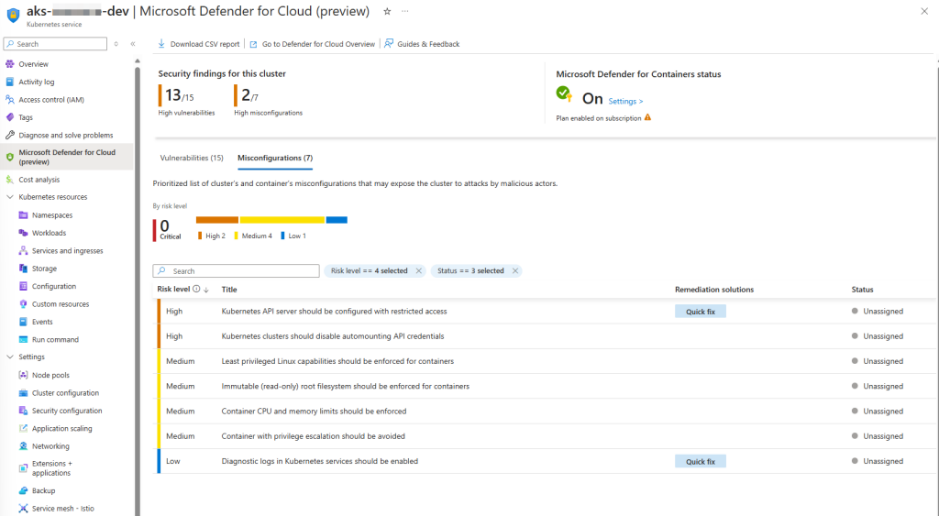 aks-
-dev | Microsoft Defender for Cloud (preview)
Kubernetes service
Search
Overview
Activity log
Access control (IAM)
Tags
Diagnose and solve problems
Microsoft Defender for Cloud
(preview)
Cost analysis
Kubernetes resources
Namespaces
Workloads
Services and ingresses
Storage
Configuration
Custom resources
Events
Run command
Settings
Node pools
Cluster configuration
Security configuration
Application scaling
Networking
Extensions +
applications
Backup
Service mesh - Istio
Download CSV report
Go to Defender for Cloud Overview
Guides & Feedback
Security findings for this cluster
13/15
2/7
High vulnerabilities
High misconfigurations
Microsoft Defender for Containers status
On Settings >
Plan enabled on subscription
Vulnerabilities (15)
Misconfigurations (7)
Prioritized list of cluster's and container's misconfigurations that may expose the cluster to attacks by malicious actors.
By risk level
0
Critical
High 2
Medium 4
Low 1
Search
Risk level == 4 selected
Status == 3 selected
Risk level Title Remediation solutions Status
High Kubernetes API server should be configured with restricted access Quick fix Unassigned
High Kubernetes clusters should disable automounting API credentials Unassigned
Medium Least privileged Linux capabilities should be enforced for containers Unassigned
Medium Immutable (read-only) root filesystem should be enforced for containers Unassigned
Medium Container CPU and memory limits should be enforced Unassigned
Medium Container with privilege escalation should be avoided Unassigned
Low Diagnostic logs in Kubernetes services should be enabled Quick fix Unassigned